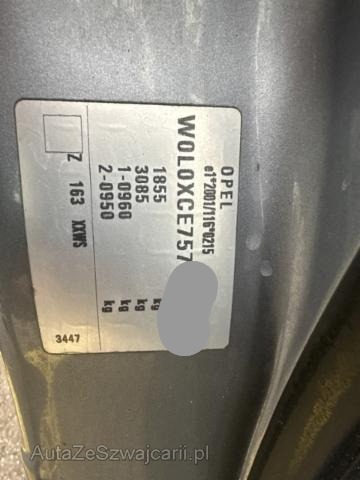 OPEL
e1*2001/116*0215
W0L0XCE757
1855 kg
3085 kg
1-0960 kg
2-0950 kg
Z 163 XXWS
3447
AutaZeSzwajcarii.pl